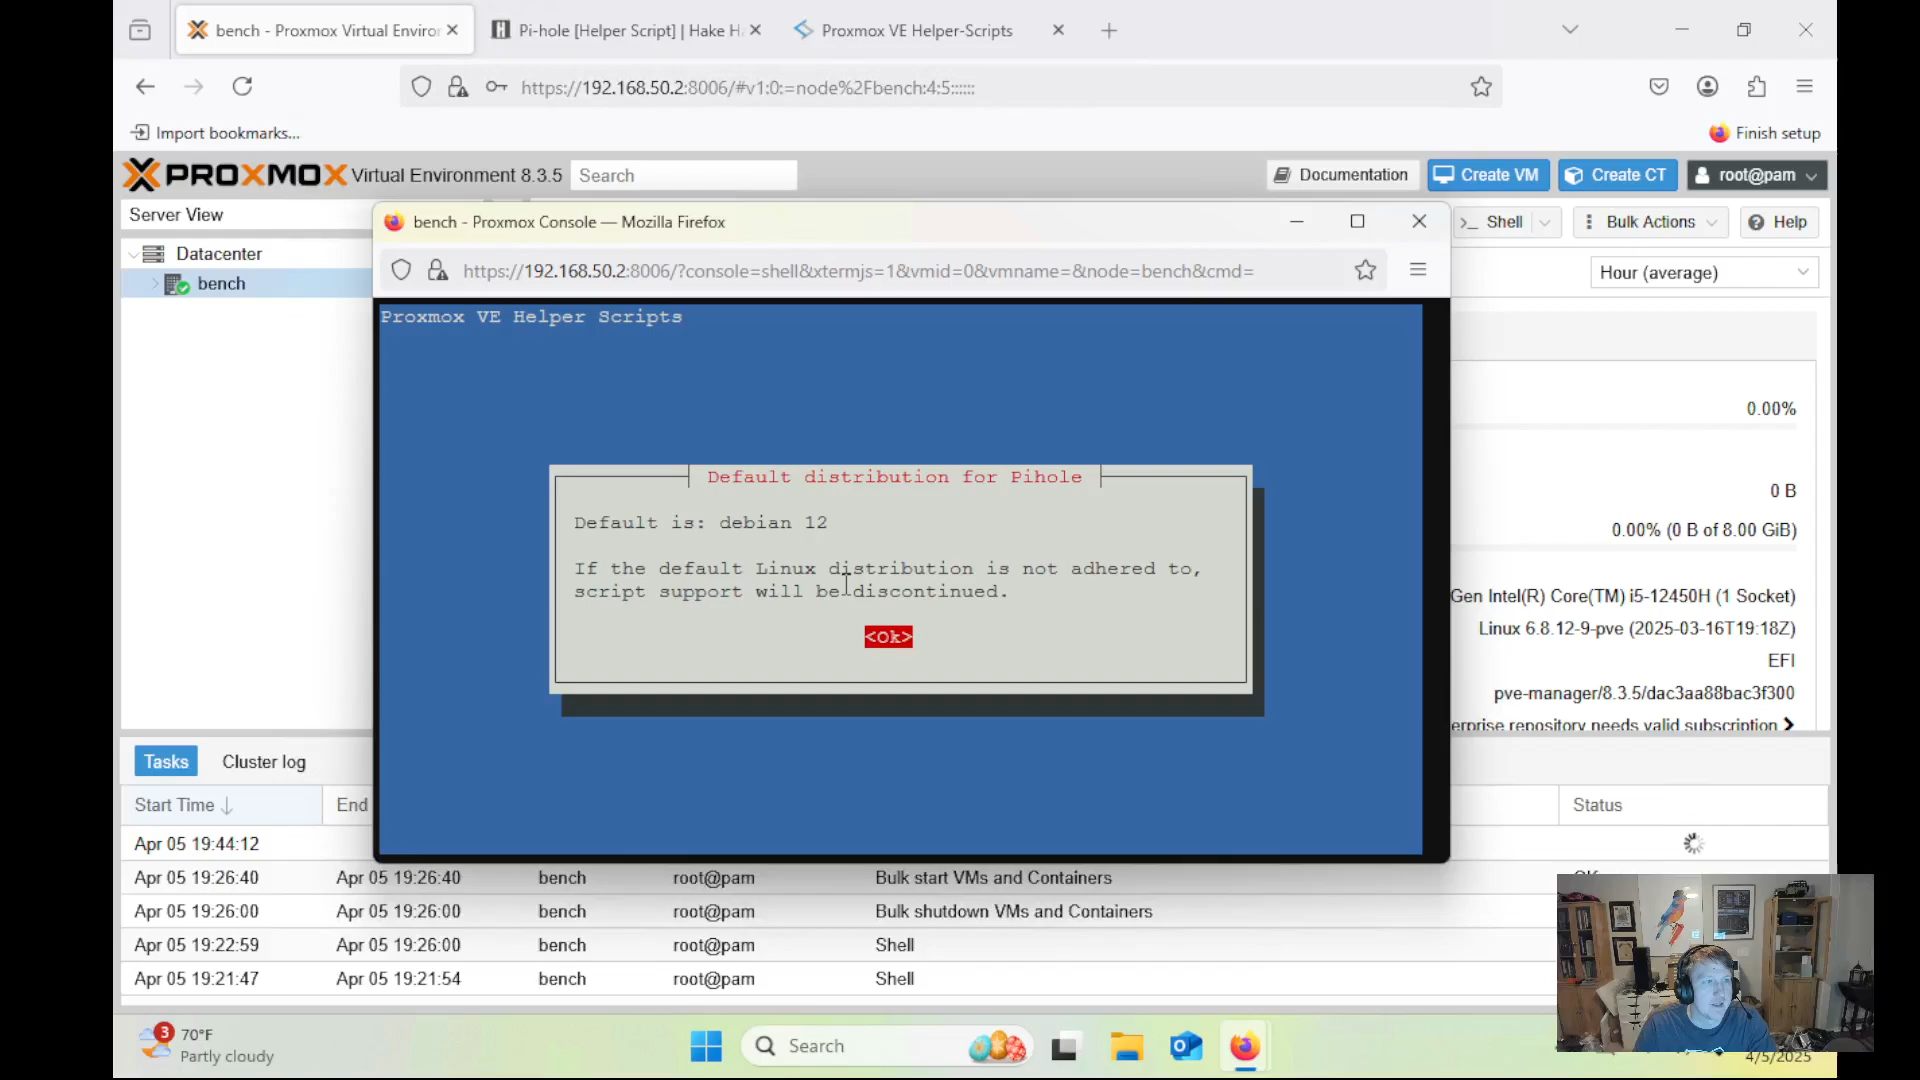 bench - Proxmox Virtual Enviror
Pi-hole [Helper Script] | Hake H
Proxmox VE Helper-Scripts
https://192.168.50.2:8006/#v1:0:=node%2Fbench:4:5::::::
Import bookmarks...
Finish setup
PROXMOX Virtual Environment 8.3.5
Search
Documentation
Create VM
Create CT
root@pam
Server View
bench - Proxmox Console — Mozilla Firefox
>_ Shell
Bulk Actions
Help
Datacenter
bench
https://192.168.50.2:8006/?console=shell&xtermjs=1&vmid=0&vmname=&node=bench&cmd=
Hour (average)
Proxmox VE Helper Scripts
0.00%
Default distribution for Pihole
0 B
Default is: debian 12
0.00% (0 B of 8.00 GiB)
If the default Linux distribution is not adhered to,
script support will be discontinued.
Gen Intel(R) Core(TM) i5-12450H (1 Socket)
Linux 6.8.12-9-pve (2025-03-16T19:18Z)
<Ok>
EFI
pve-manager/8.3.5/dac3aa88bac3f300
erprise repository needs valid subscription
Tasks
Cluster log
Start Time
End
Status
Apr 05 19:44:12
Apr 05 19:26:40 Apr 05 19:26:40 bench root@pam Bulk start VMs and Containers OK
Apr 05 19:26:00 Apr 05 19:26:00 bench root@pam Bulk shutdown VMs and Containers
Apr 05 19:22:59 Apr 05 19:26:00 bench root@pam Shell
Apr 05 19:21:47 Apr 05 19:21:54 bench root@pam Shell
3
70°F
Partly cloudy
Search
4/5/2025